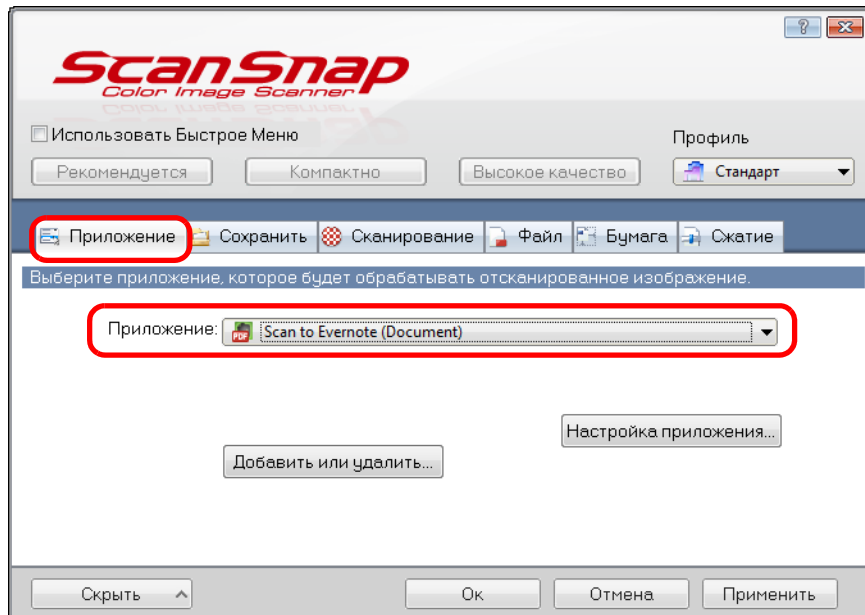 ScanSnap
Color Image Scanner
Использовать Быстрое Меню
Профиль
Рекомендуется Компактно Высокое качество Стандарт
Приложение Сохранить Сканирование Файл Бумага Сжатие
Выберите приложение, которое будет обрабатывать отсканированное изображение.
Приложение: PDF Scan to Evernote (Document)
Настройка приложения...
Добавить или удалить...
Скрыть Ок Отмена Применить